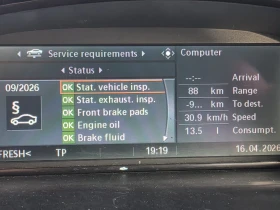 Service requirements
Computer
Status
09/2026
OK Stat. vehicle insp.
OK Stat. exhaust. insp.
OK Front brake pads
OK Engine oil
OK Brake fluid
§
--:-- Arrival
88 km Range
-9... km To dest.
30.9 km/h Speed
13.5 l Consumpt.
FRESH< TP 19:19 16.04.2026